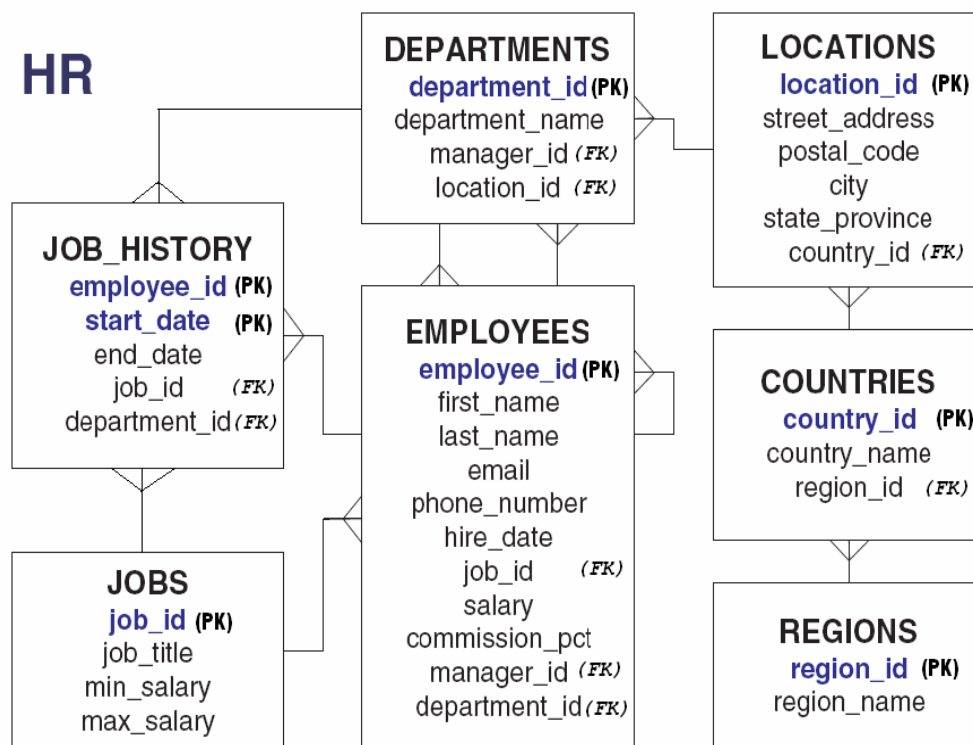 HR
DEPARTMENTS
department_id (PK)
department_name
manager_id (FK)
location_id (FK)
LOCATIONS
location_id (PK)
street_address
postal_code
city
state_province
country_id (FK)
JOB_HISTORY
employee_id (PK)
start_date (PK)
end_date
job_id (FK)
department_id (FK)
EMPLOYEES
employee_id (PK)
first_name
last_name
email
phone_number
hire_date
job_id (FK)
salary
commission_pct
manager_id (FK)
department_id (FK)
COUNTRIES
country_id (PK)
country_name
region_id (FK)
JOBS
job_id (PK)
job_title
min_salary
max_salary
REGIONS
region_id (PK)
region_name